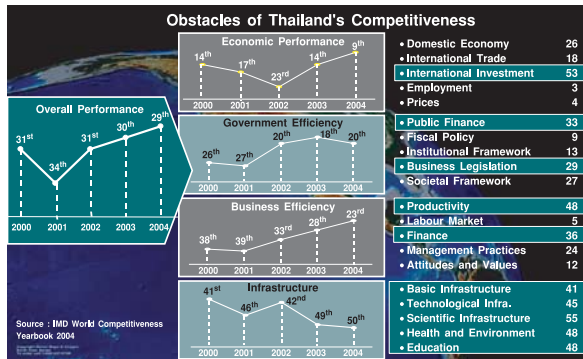 Obstacles of Thailand's Competitiveness
Overall Performance
31st
34th
31st
30th
29th
2000 2001 2002 2003 2004
Economic Performance
14th
17th
23rd
14th
9th
2000 2001 2002 2003 2004
Government Efficiency
26th
27th
20th
18th
20th
2000 2001 2002 2003 2004
Business Efficiency
38th
39th
33rd
28th
23rd
2000 2001 2002 2003 2004
Infrastructure
41st
46th
42nd
49th
50th
2000 2001 2002 2003 2004
• Domestic Economy 26
• International Trade 18
• International Investment 53
• Employment 3
• Prices 4
• Public Finance 33
• Fiscal Policy 9
• Institutional Framework 13
• Business Legislation 29
• Societal Framework 27
• Productivity 48
• Labour Market 5
• Finance 36
• Management Practices 24
• Attitudes and Values 12
• Basic Infrastructure 41
• Technological Infra. 45
• Scientific Infrastructure 55
• Health and Environment 48
• Education 48
Source : IMD World Competitiveness
Yearbook 2004